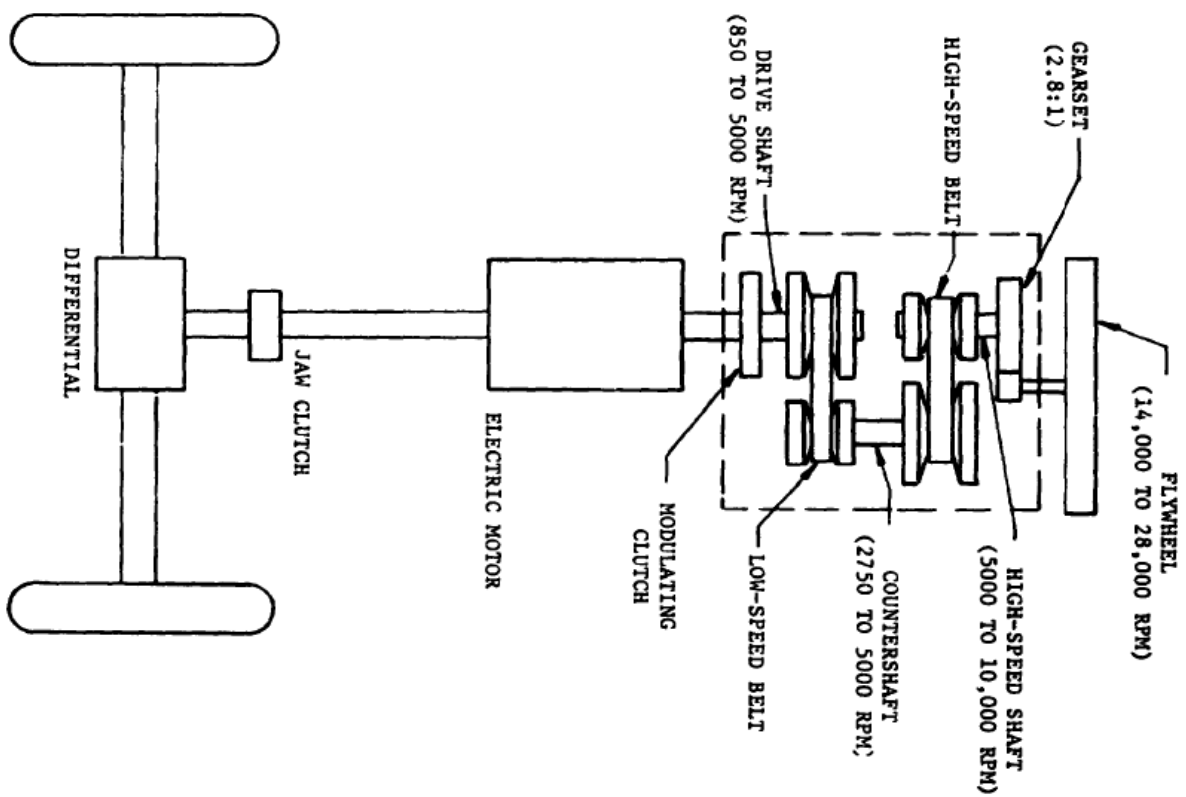 FLYWHEEL
(14,000 TO 28,000 RPM)
GEARSET
(2.8:1)
HIGH-SPEED SHAFT
(5000 TO 10,000 RPM)
HIGH-SPEED BELT
COUNTERSHAFT
(2750 TO 5000 RPM)
DRIVE SHAFT
(850 TO 5000 RPM)
LOW-SPEED BELT
MODULATING
CLUTCH
ELECTRIC MOTOR
JAW CLUTCH
DIFFERENTIAL